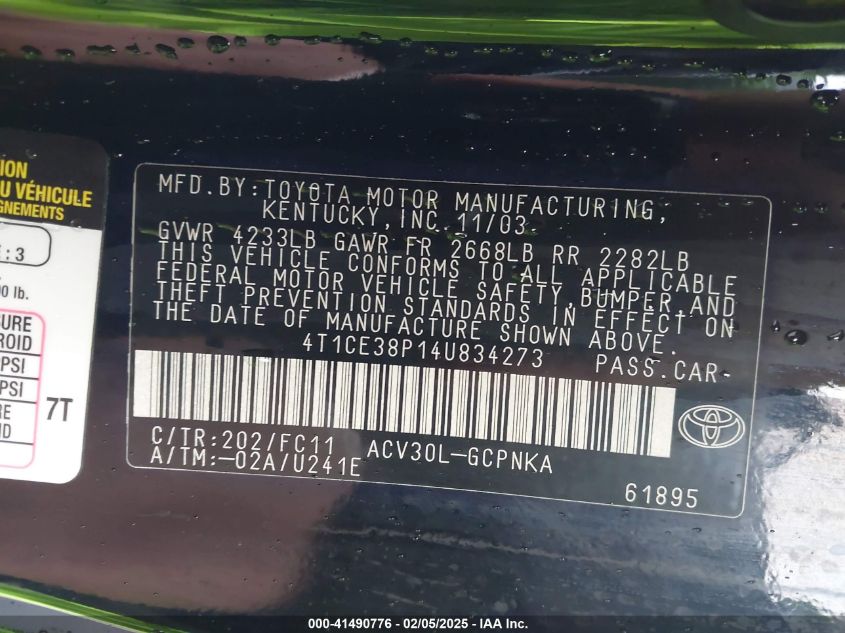 ION
U VÉHICULE
GNEMENTS
: 3
00 lb.
SURE
ROID
PSI
PSI
RE
ID
7T
MFD.BY:TOYOTA MOTOR MANUFACTURING,
KENTUCKY,INC.11/03
GVWR 4233LB GAWR FR 2668LB RR 2282LB
THIS VEHICLE CONFORMS TO ALL APPLICABLE
FEDERAL MOTOR VEHICLE SAFETY,BUMPER,AND
THEFT PREVENTION STANDARDS IN EFFECT ON
THE DATE OF MANUFACTURE SHOWN ABOVE.
4T1CE38P14U834273 PASS.CAR
C/TR:202/FC11 ACV30L-GCPNKA
A/TM:-02A/U241E
61895
TOYOTA
000-41490776 - 02/05/2025 - IAA Inc.